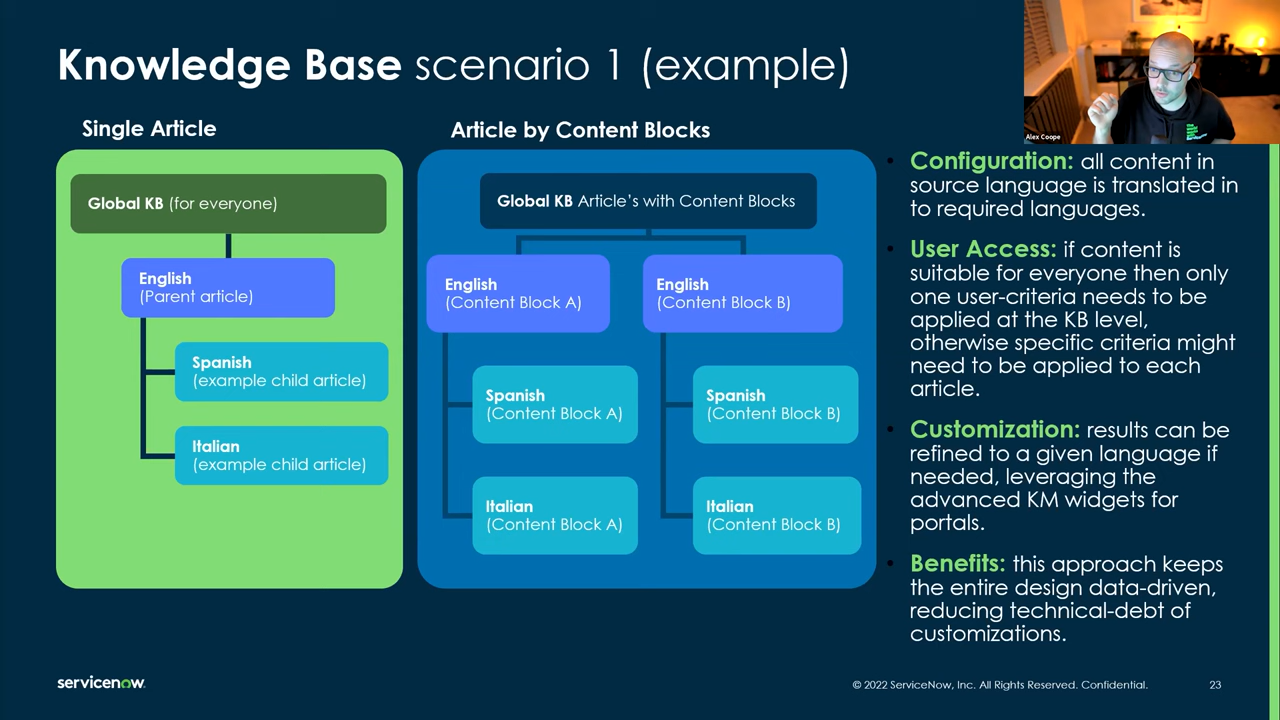 Knowledge Base scenario 1 (example)
Alex Coope
Single Article
Global KB (for everyone)
English
(Parent article)
Spanish
(example child article)
Italian
(example child article)
Article by Content Blocks
Global KB Article's with Content Blocks
English
(Content Block A)
English
(Content Block B)
Spanish
(Content Block A)
Spanish
(Content Block B)
Italian
(Content Block A)
Italian
(Content Block B)
Configuration: all content in
source language is translated in
to required languages.
User Access: if content is
suitable for everyone then only
one user-criteria needs to be
applied at the KB level,
otherwise specific criteria might
need to be applied to each
article.
Customization: results can be
refined to a given language if
needed, leveraging the
advanced KM widgets for
portals.
Benefits: this approach keeps
the entire design data-driven,
reducing technical-debt of
customizations.
servicenow
© 2022 ServiceNow, Inc. All Rights Reserved. Confidential.
23